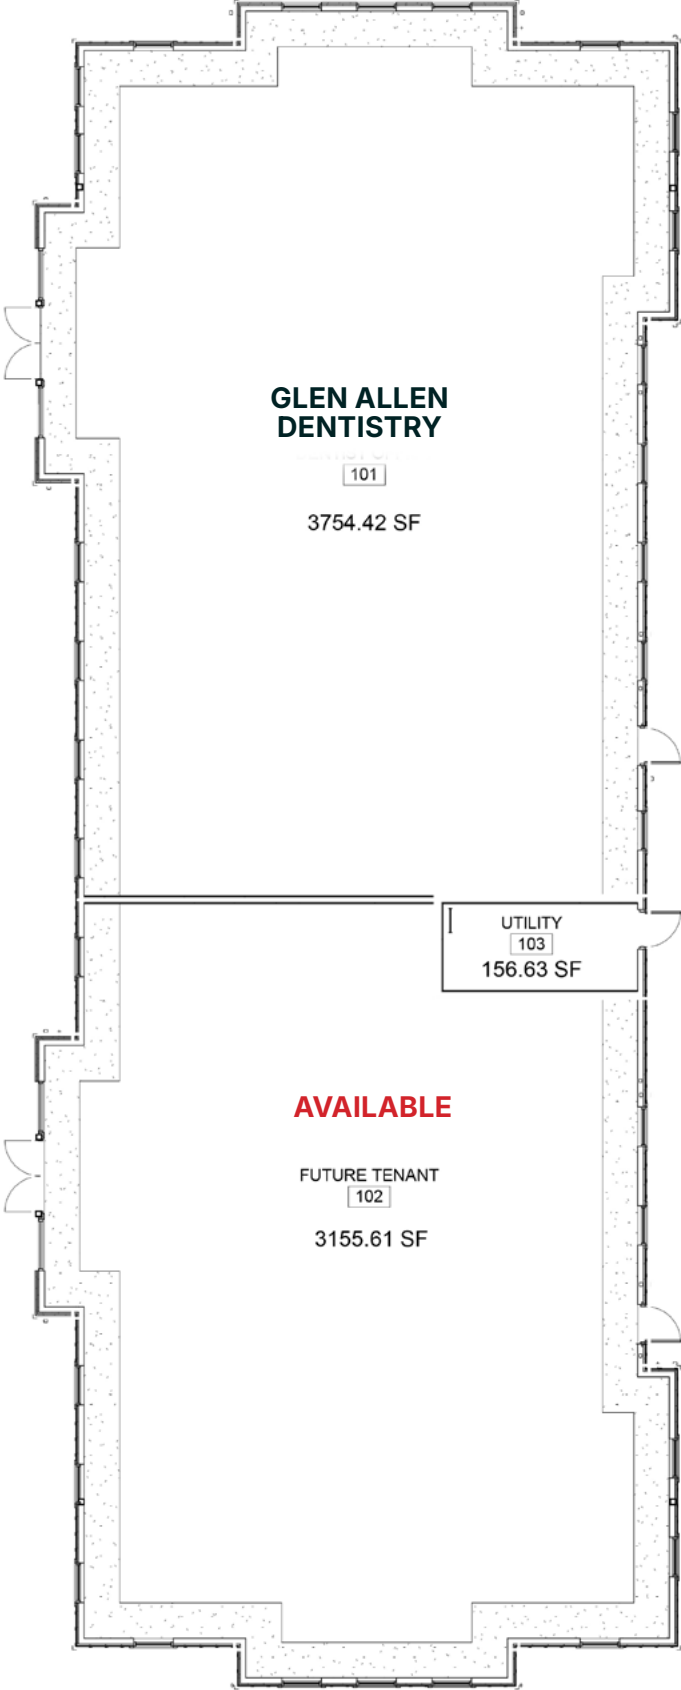 GLEN ALLEN
DENTISTRY
101
3754.42 SF
UTILITY
103
156.63 SF
AVAILABLE
FUTURE TENANT
102
3155.61 SF